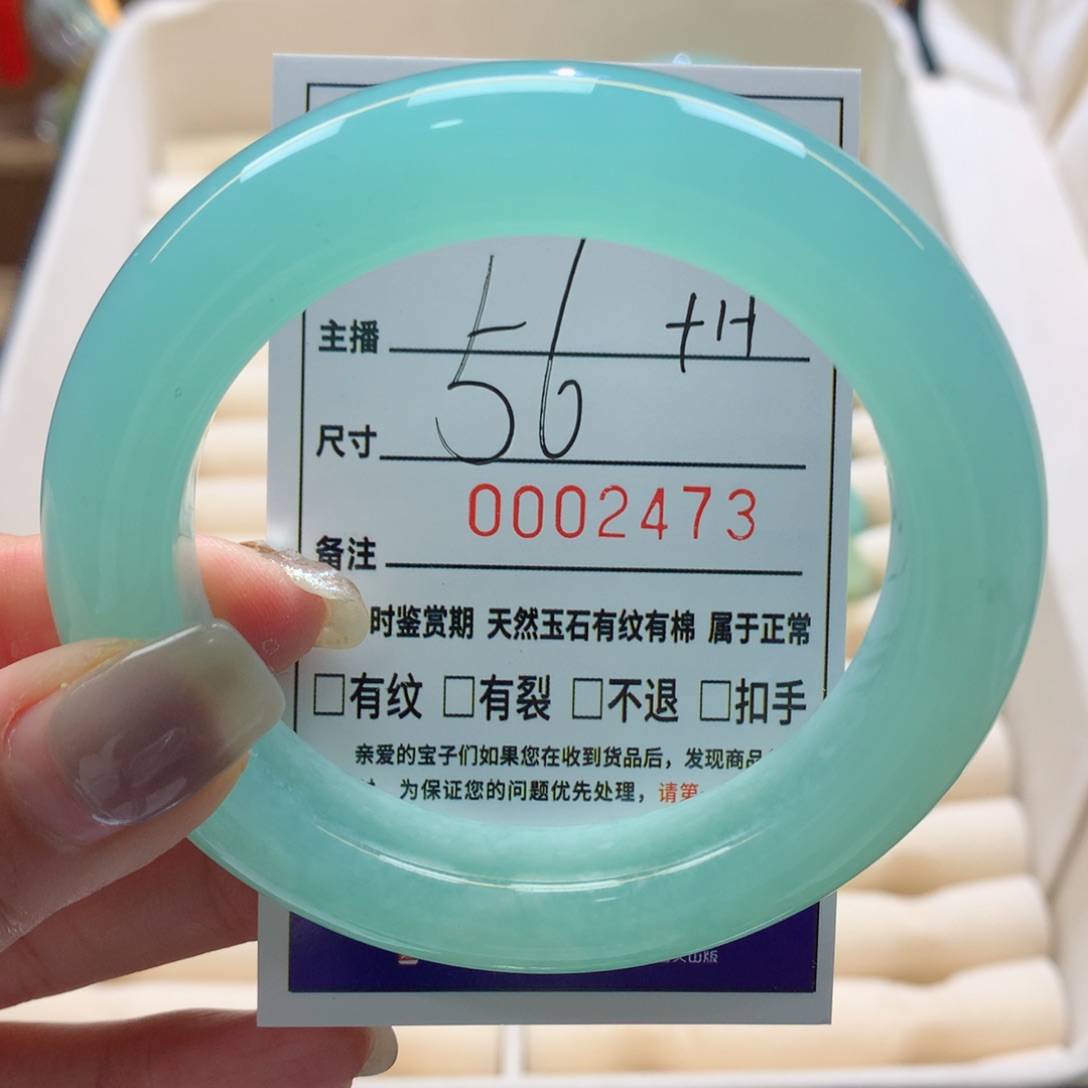 主播 56 +H
尺寸
0002473
备注
时鉴赏期 天然玉石有纹有棉 属于正常
□有纹 □有裂 □不退 □扣手
亲爱的宝子们如果您在收到货品后，发现商品
为保证您的问题优先处理，请第
出版